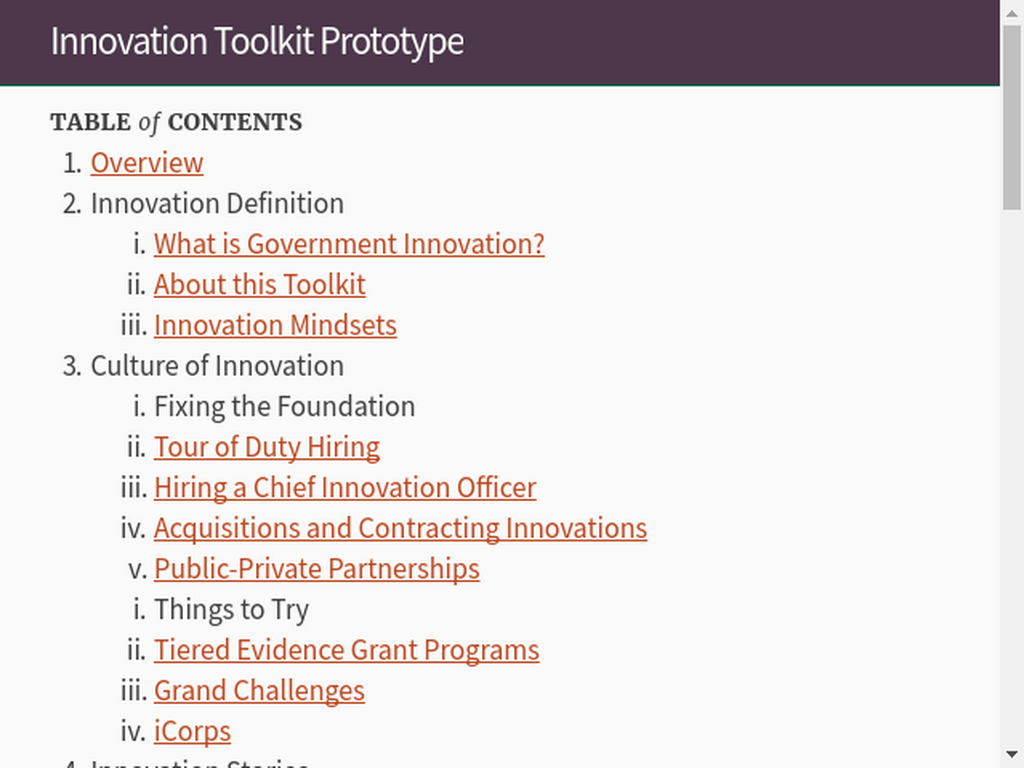 Innovation Toolkit Prototype
TABLE of CONTENTS
1. Overview
2. Innovation Definition
i. What is Government Innovation?
ii. About this Toolkit
iii. Innovation Mindsets
3. Culture of Innovation
i. Fixing the Foundation
ii. Tour of Duty Hiring
iii. Hiring a Chief Innovation Officer
iv. Acquisitions and Contracting Innovations
v. Public-Private Partnerships
i. Things to Try
ii. Tiered Evidence Grant Programs
iii. Grand Challenges
iv. iCorps
4. Innovation Stories